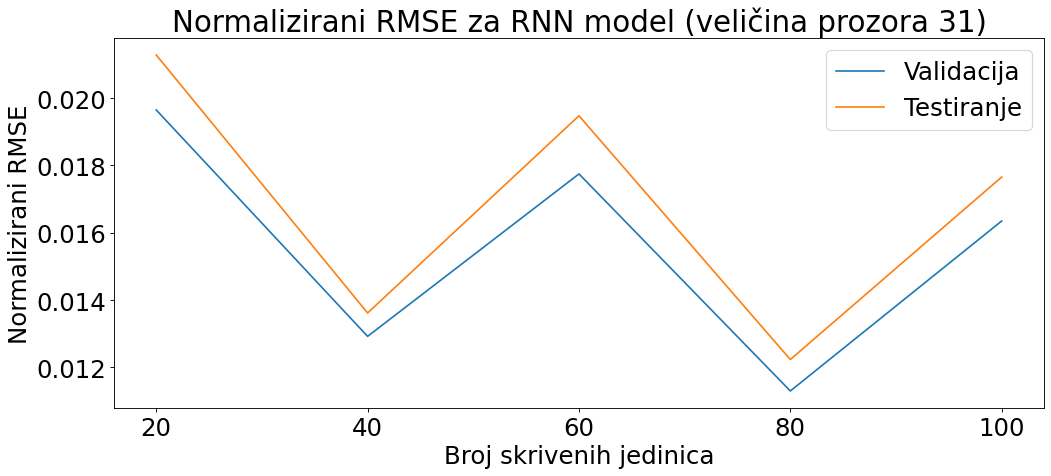 Normalizirani RMSE za RNN model (veličina prozora 31)
Validacija
Testiranje
Normalizirani RMSE
0.020
0.018
0.016
0.014
0.012
20 40 60 80 100
Broj skrivenih jedinica